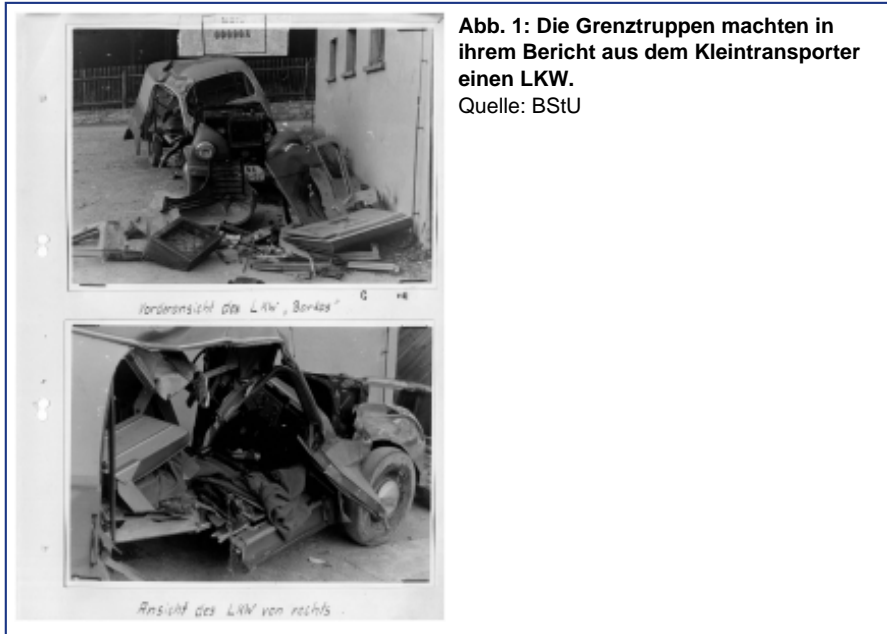 000066
Vorderansicht des LKW „Barkas"
Ansicht des LKW von rechts.
Abb. 1: Die Grenztruppen machten in
ihrem Bericht aus dem Kleintransporter
einen LKW.
Quelle: BStU